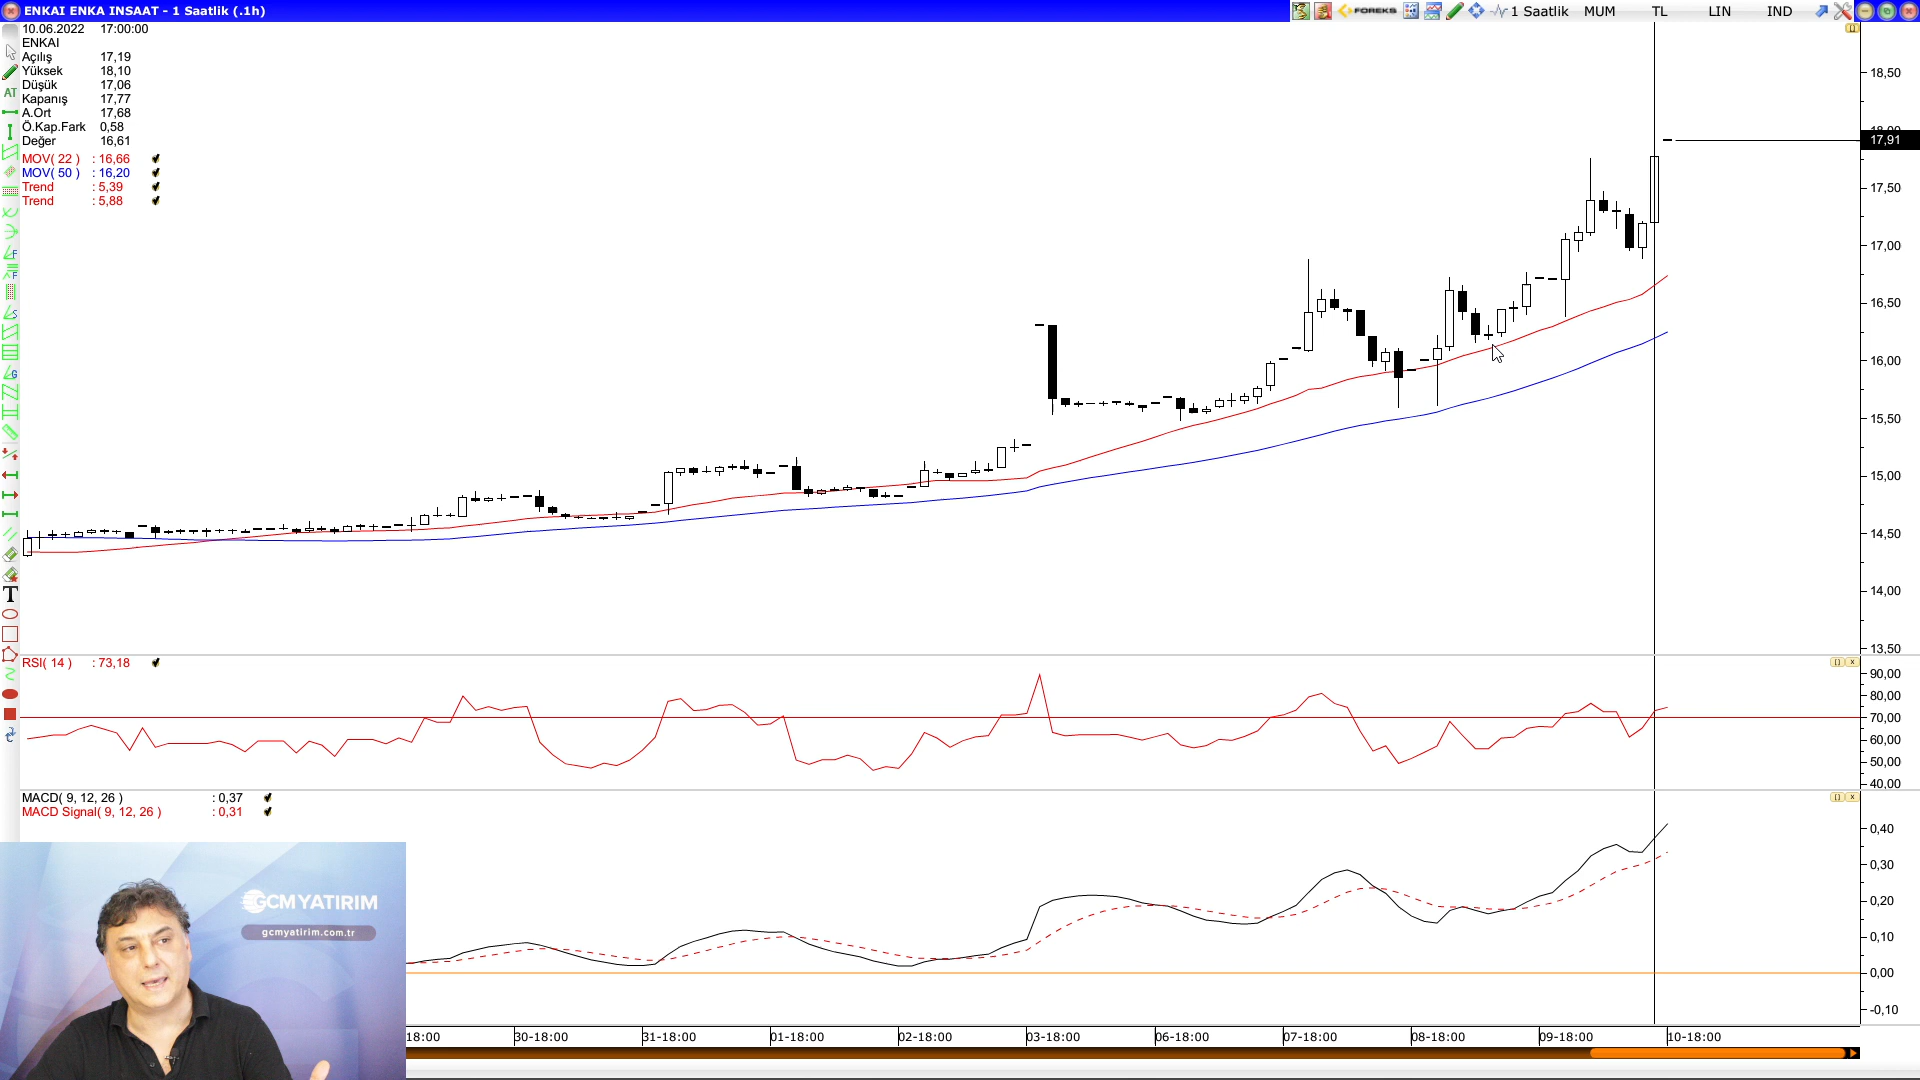 ENKAI ENKA INSAAT - 1 Saatlik (.1h)
FOREKS 1 Saatlik MUM TL LIN IND
10.06.2022 17:00:00
ENKAI
Açılış 17,19
Yüksek 18,10
Düşük 17,06
Kapanış 17,77
A.Ort 17,68
Ö.Kap.Fark 0,58
Değer 16,61
MOV( 22 ) : 16,66
MOV( 50 ) : 16,20
Trend : 5,39
Trend : 5,88
18,50
18,00
17,91
17,50
17,00
16,50
16,00
15,50
15,00
14,50
14,00
13,50
RSI( 14 ) : 73,18
90,00
80,00
70,00
60,00
50,00
40,00
MACD( 9, 12, 26 ) : 0,37
MACD Signal( 9, 12, 26 ) : 0,31
0,40
0,30
0,20
0,10
0,00
-0,10
GCM YATIRIM
gcmyatirim.com.tr
18:00 30-18:00 31-18:00 01-18:00 02-18:00 03-18:00 06-18:00 07-18:00 08-18:00 09-18:00 10-18:00
AT
T